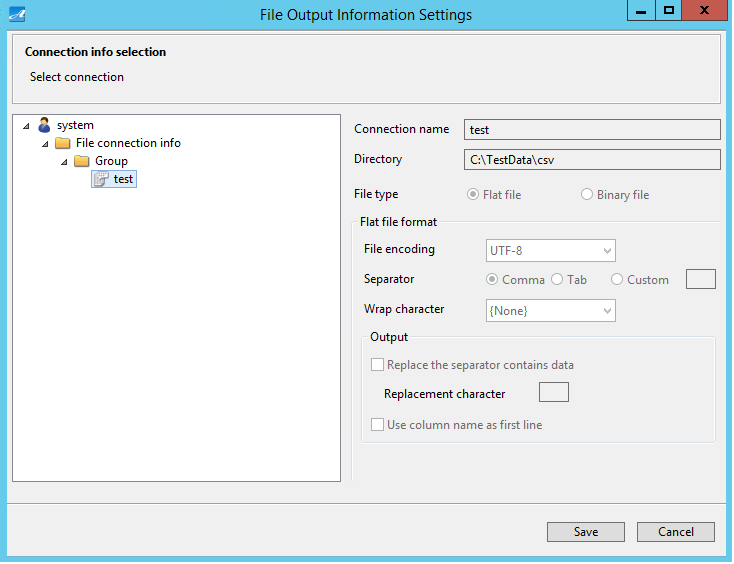 File Output Information Settings
Connection info selection
Select connection
system
File connection info
Group
test
Connection name test
Directory C:\TestData\csv
File type Flat file Binary file
Flat file format
File encoding UTF-8
Separator Comma Tab Custom
Wrap character {None}
Output
Replace the separator contains data
Replacement character
Use column name as first line
Save Cancel